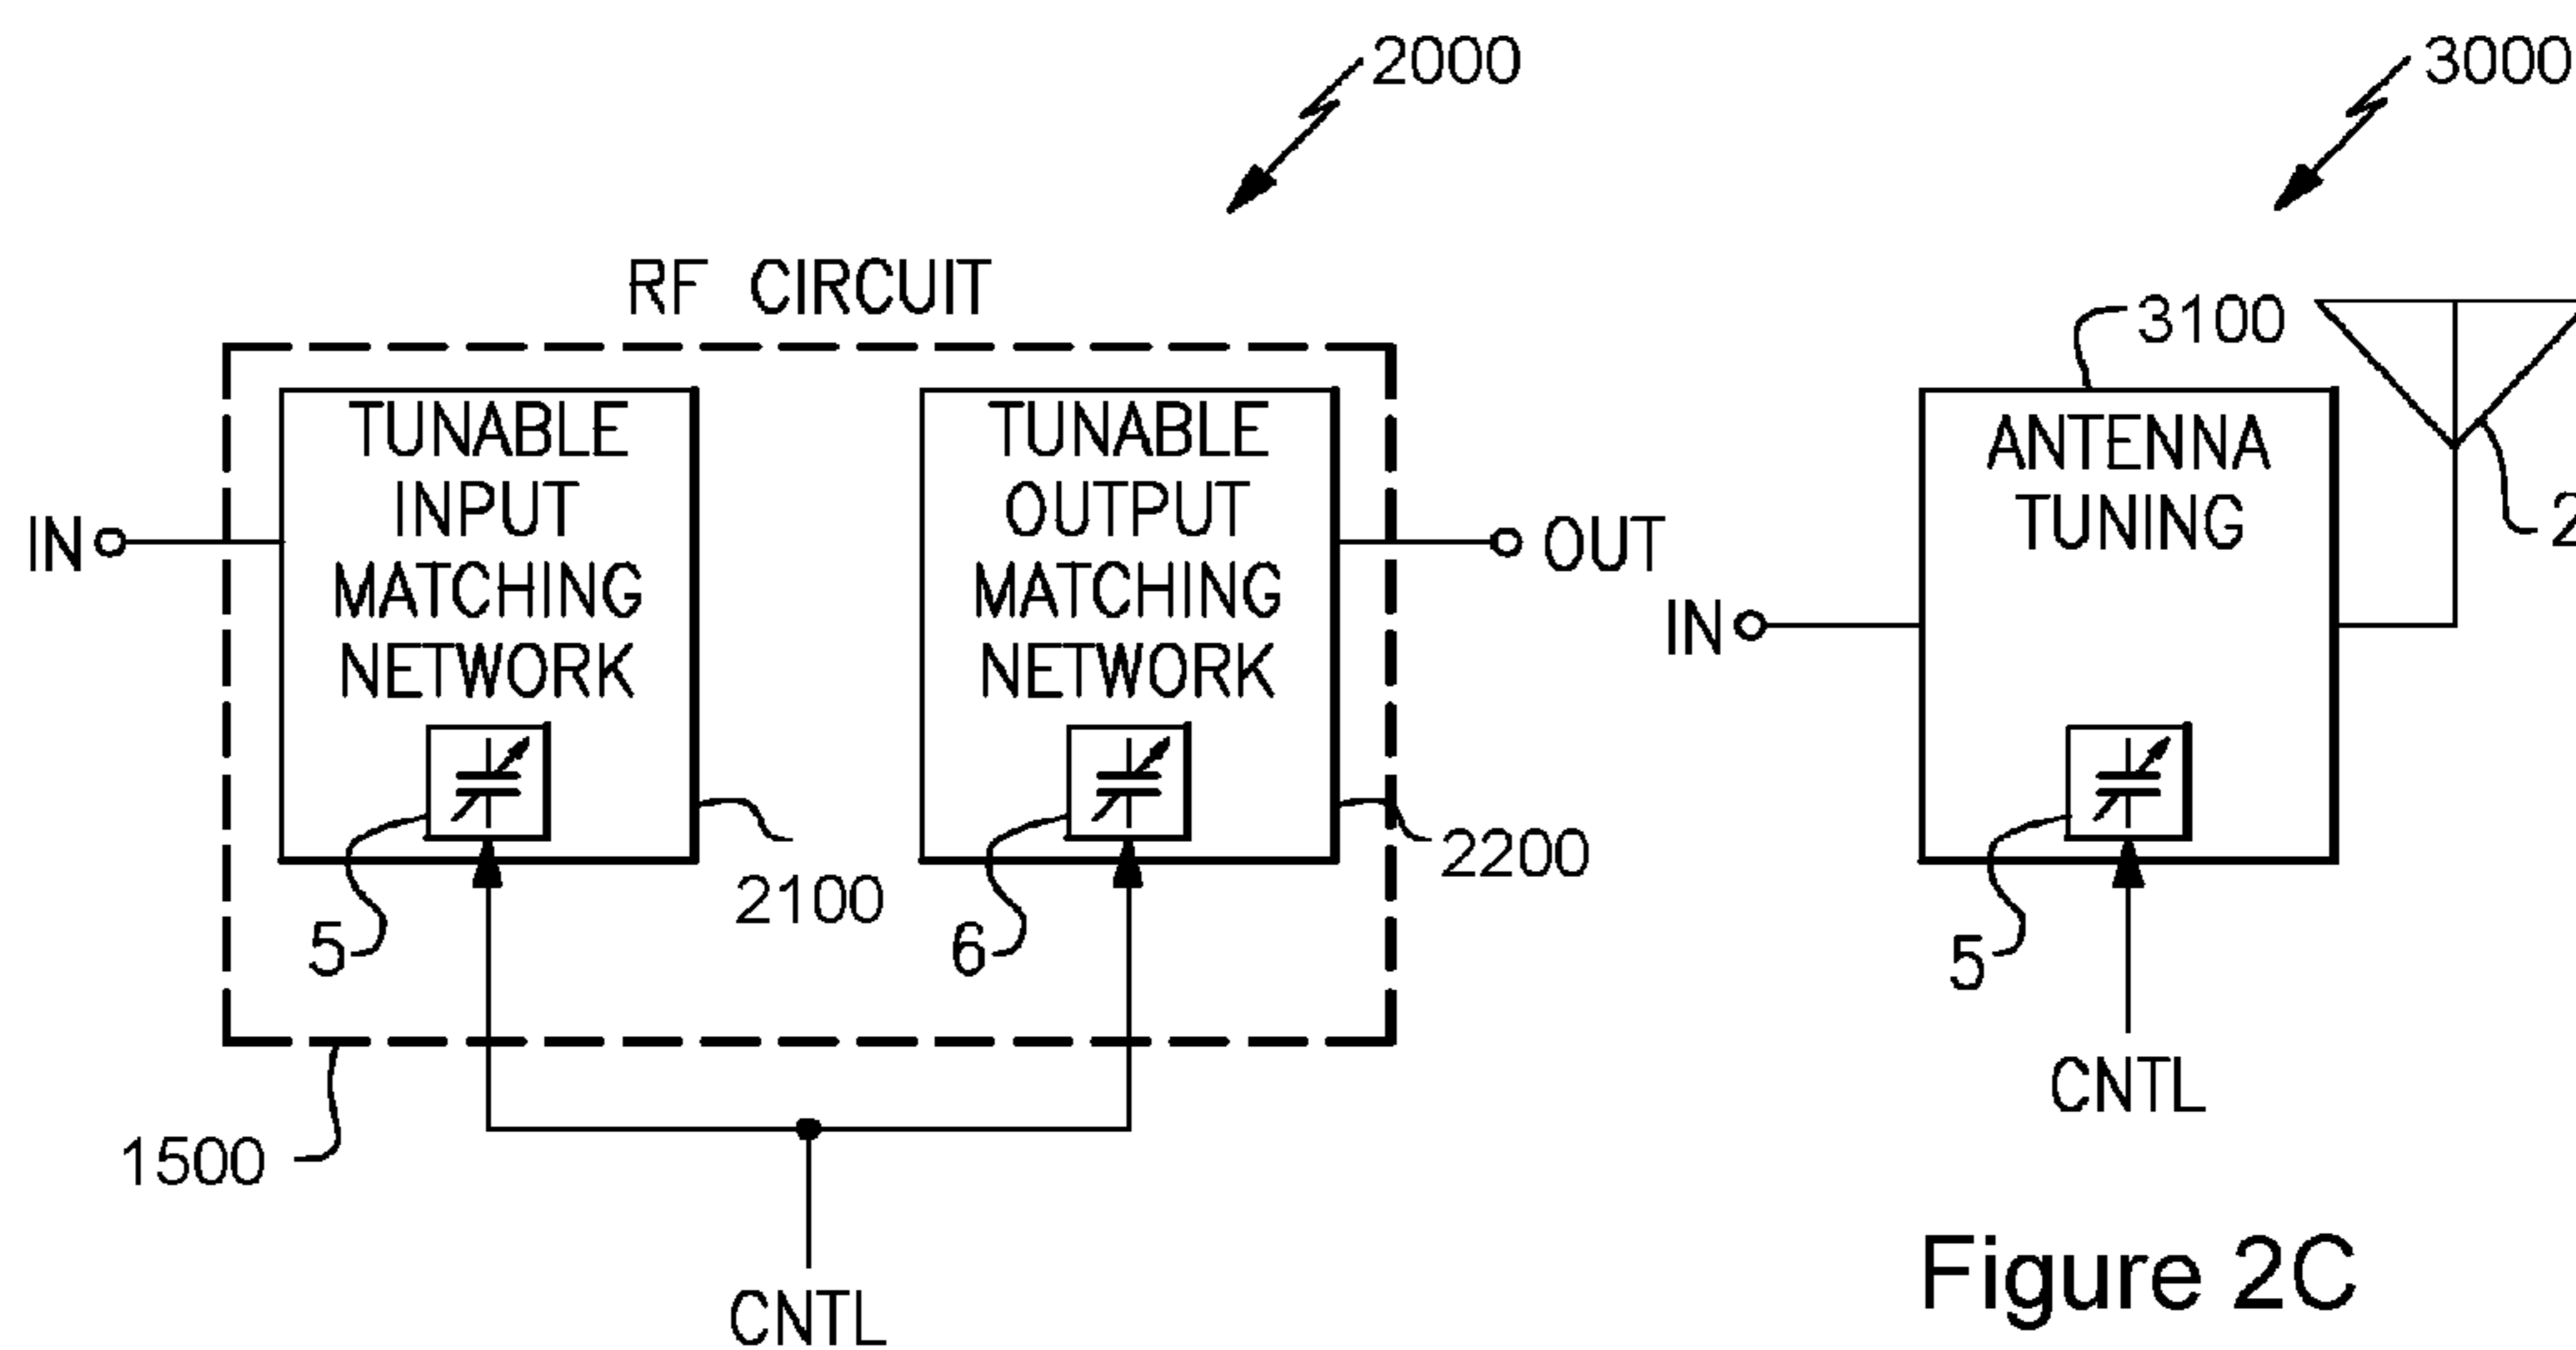 2000
RF CIRCUIT
TUNABLE
INPUT
MATCHING
NETWORK
TUNABLE
OUTPUT
MATCHING
NETWORK
IN
OUT
5
2100
6
2200
1500
CNTL
3000
3100
ANTENNA
TUNING
2
IN
5
CNTL
Figure 2C